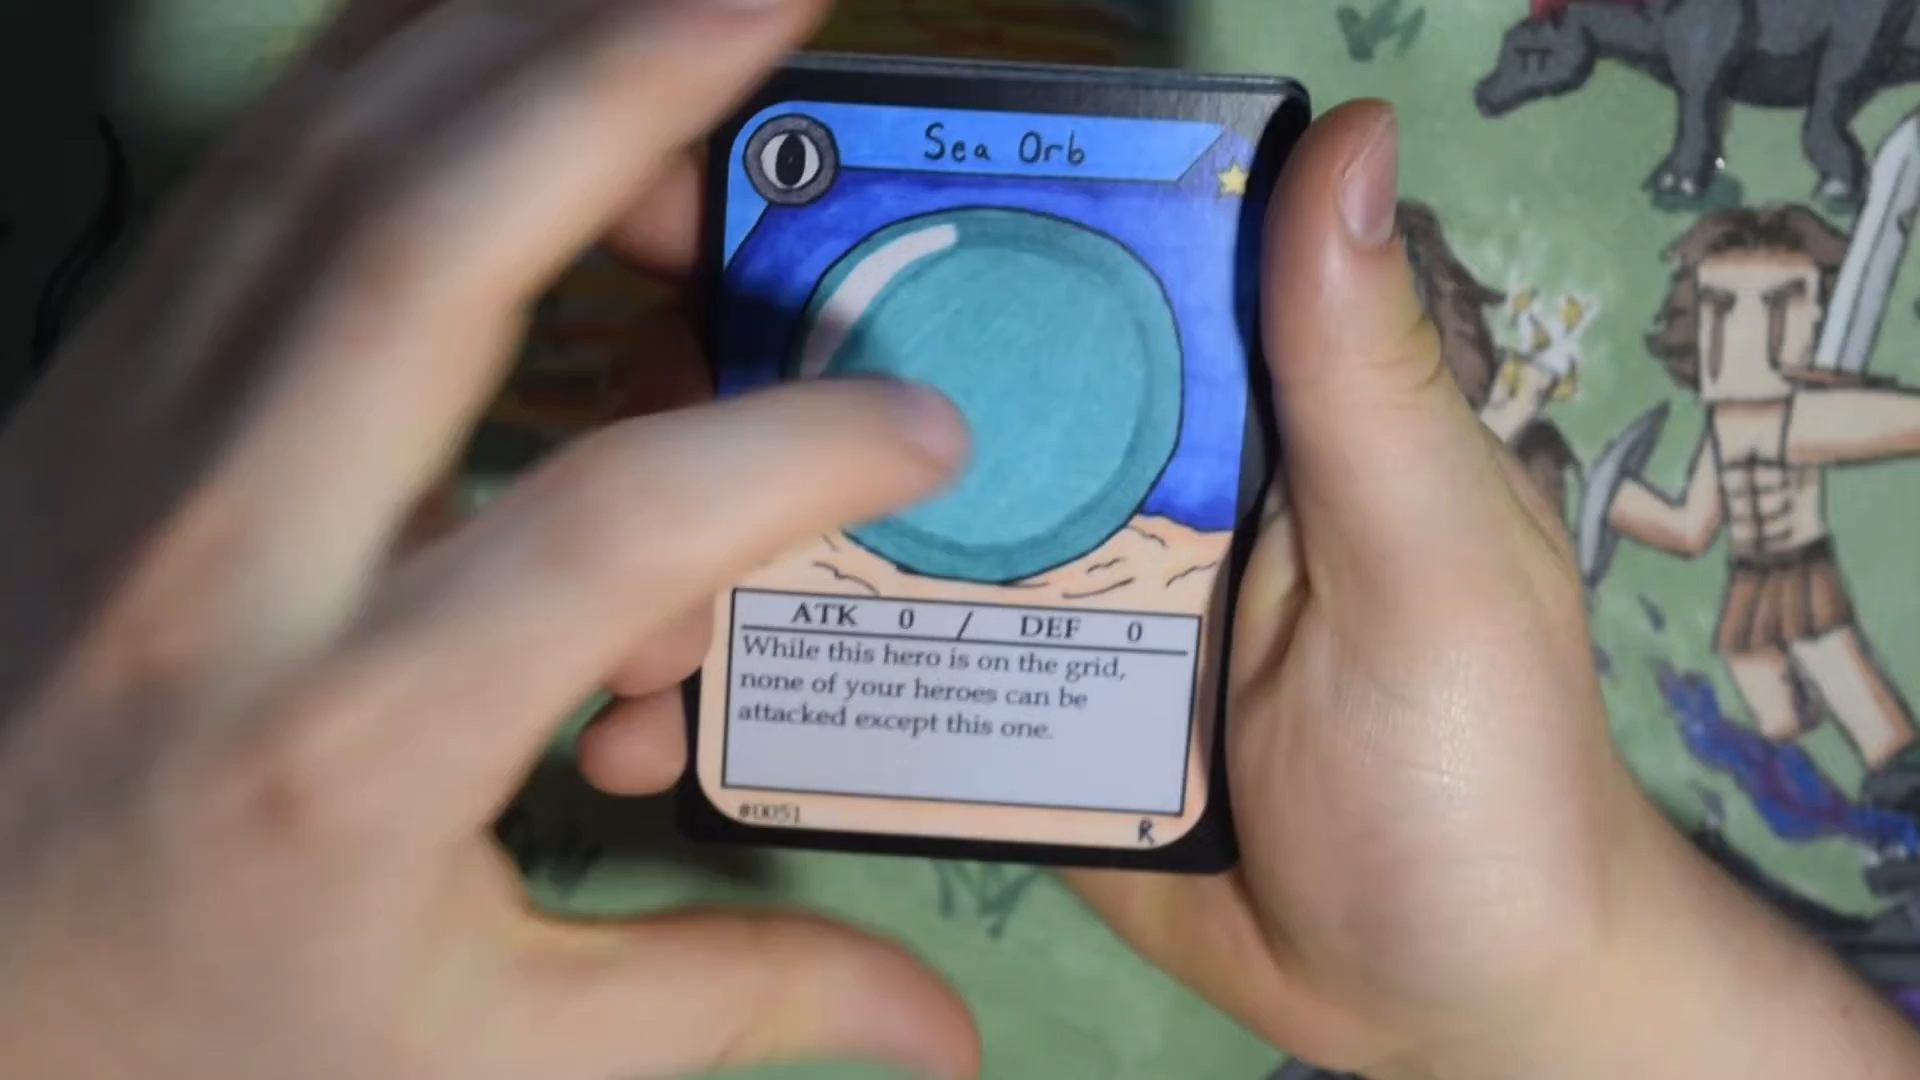 Sea Orb
ATK 0 / DEF 0
While this hero is on the grid,
none of your heroes can be
attacked except this one.
#0051
R